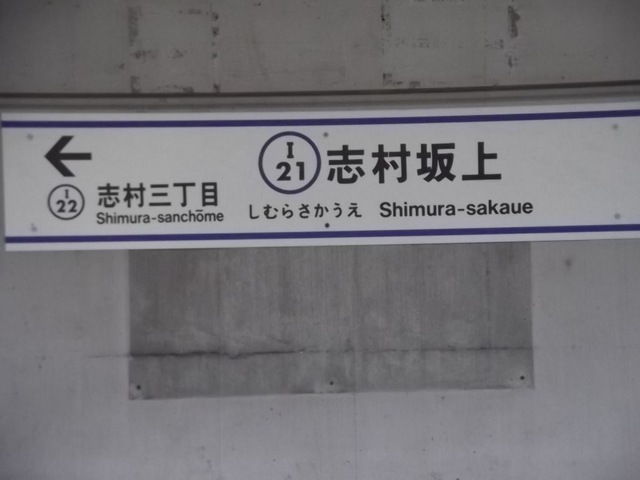 ←
I
22
志村三丁目
Shimura-sanchōme
I
21
志村坂上
しむらさかうえ Shimura-sakaue